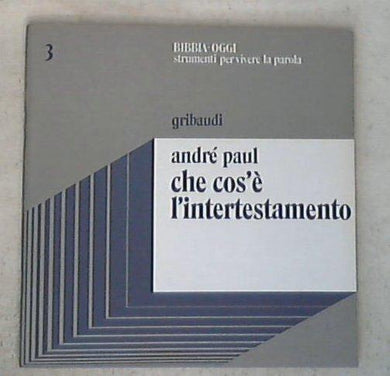 3
BIBBIA-OGGI
strumenti per vivere la parola
gribaudi
andré paul
che cos'è
l'intertestamento